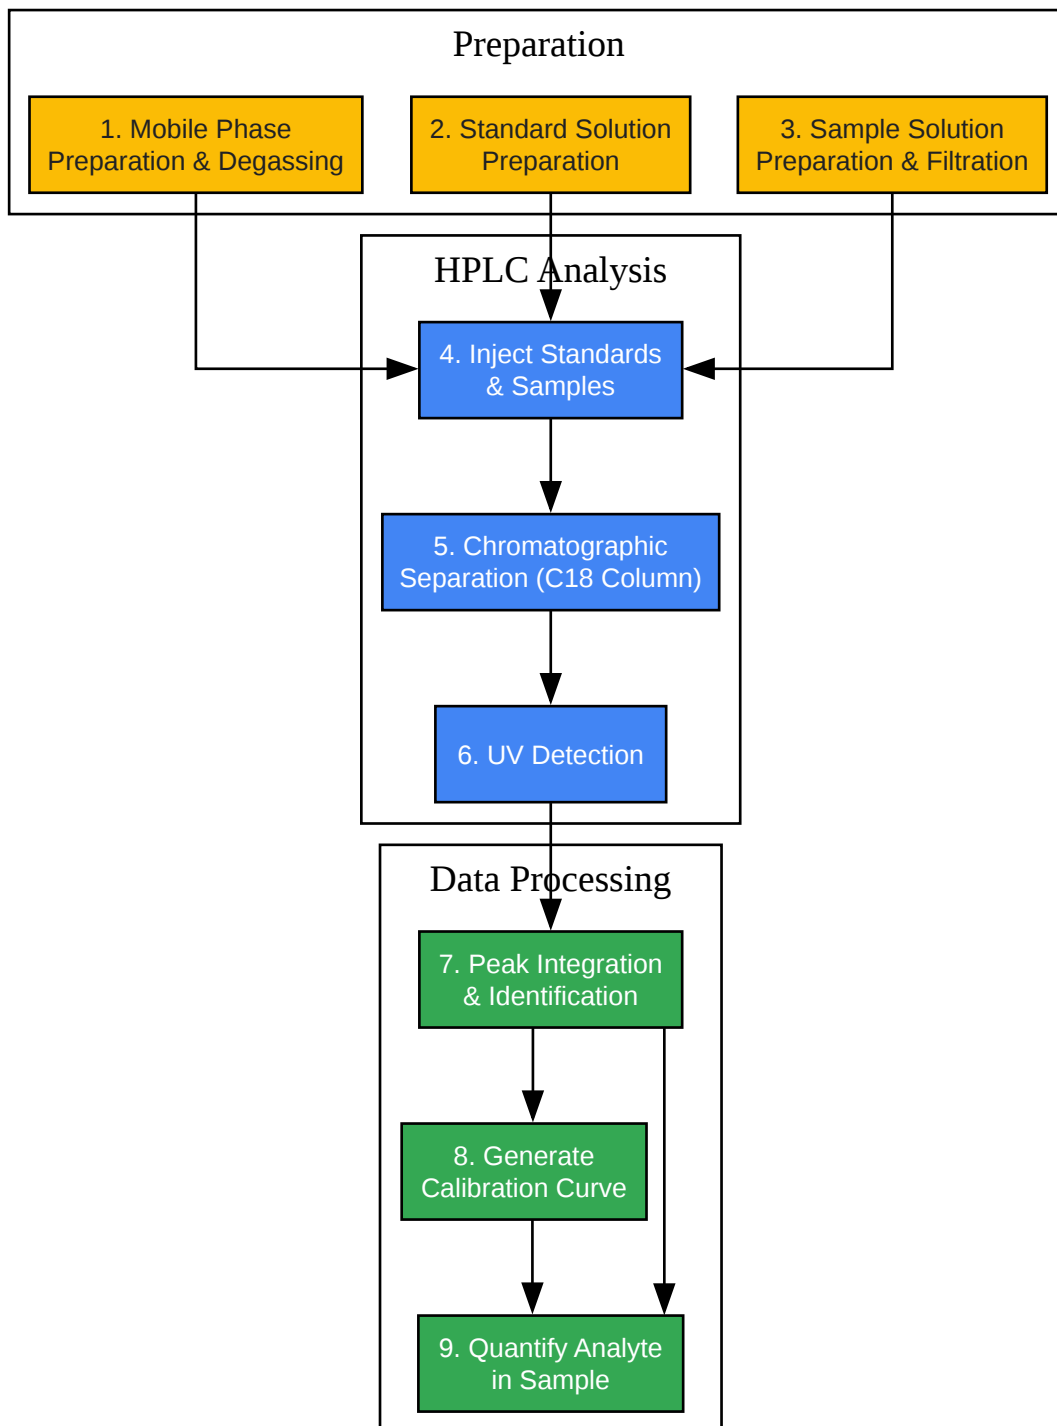 Preparation
1. Mobile Phase
Preparation & Degassing
2. Standard Solution
Preparation
3. Sample Solution
Preparation & Filtration
HPLC Analysis
4. Inject Standards
& Samples
5. Chromatographic
Separation (C18 Column)
6. UV Detection
Data Processing
7. Peak Integration
& Identification
8. Generate
Calibration Curve
9. Quantify Analyte
in Sample